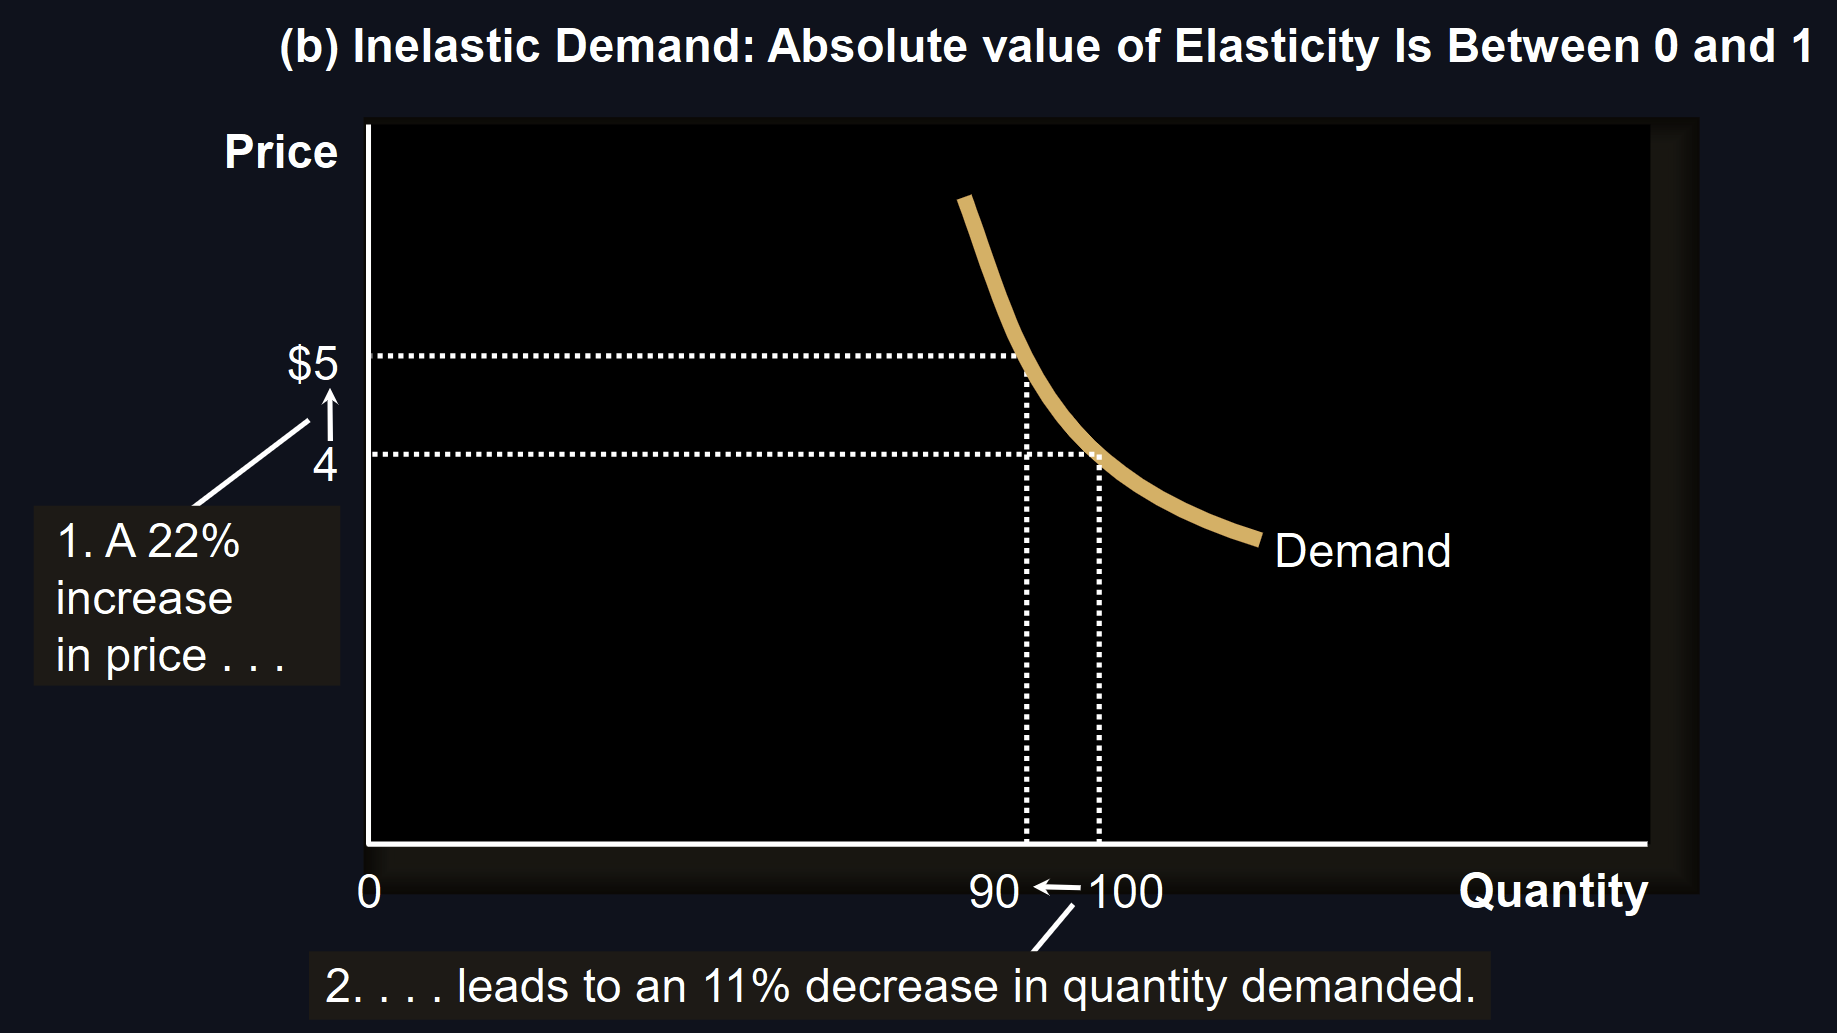 (b) Inelastic Demand: Absolute value of Elasticity Is Between 0 and 1
Price
$5
4
1. A 22%
increase
in price . . .
Demand
0
90
100
Quantity
2. . . . leads to an 11% decrease in quantity demanded.